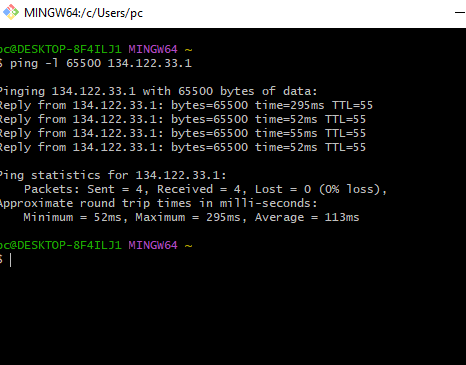 MINGW64:/c/Users/pc
pc@DESKTOP-8F4ILJ1 MINGW64 ~
$ ping -l 65500 134.122.33.1
Pinging 134.122.33.1 with 65500 bytes of data:
Reply from 134.122.33.1: bytes=65500 time=295ms TTL=55
Reply from 134.122.33.1: bytes=65500 time=52ms TTL=55
Reply from 134.122.33.1: bytes=65500 time=55ms TTL=55
Reply from 134.122.33.1: bytes=65500 time=52ms TTL=55
Ping statistics for 134.122.33.1:
    Packets: Sent = 4, Received = 4, Lost = 0 (0% loss),
Approximate round trip times in milli-seconds:
    Minimum = 52ms, Maximum = 295ms, Average = 113ms
pc@DESKTOP-8F4ILJ1 MINGW64 ~
$